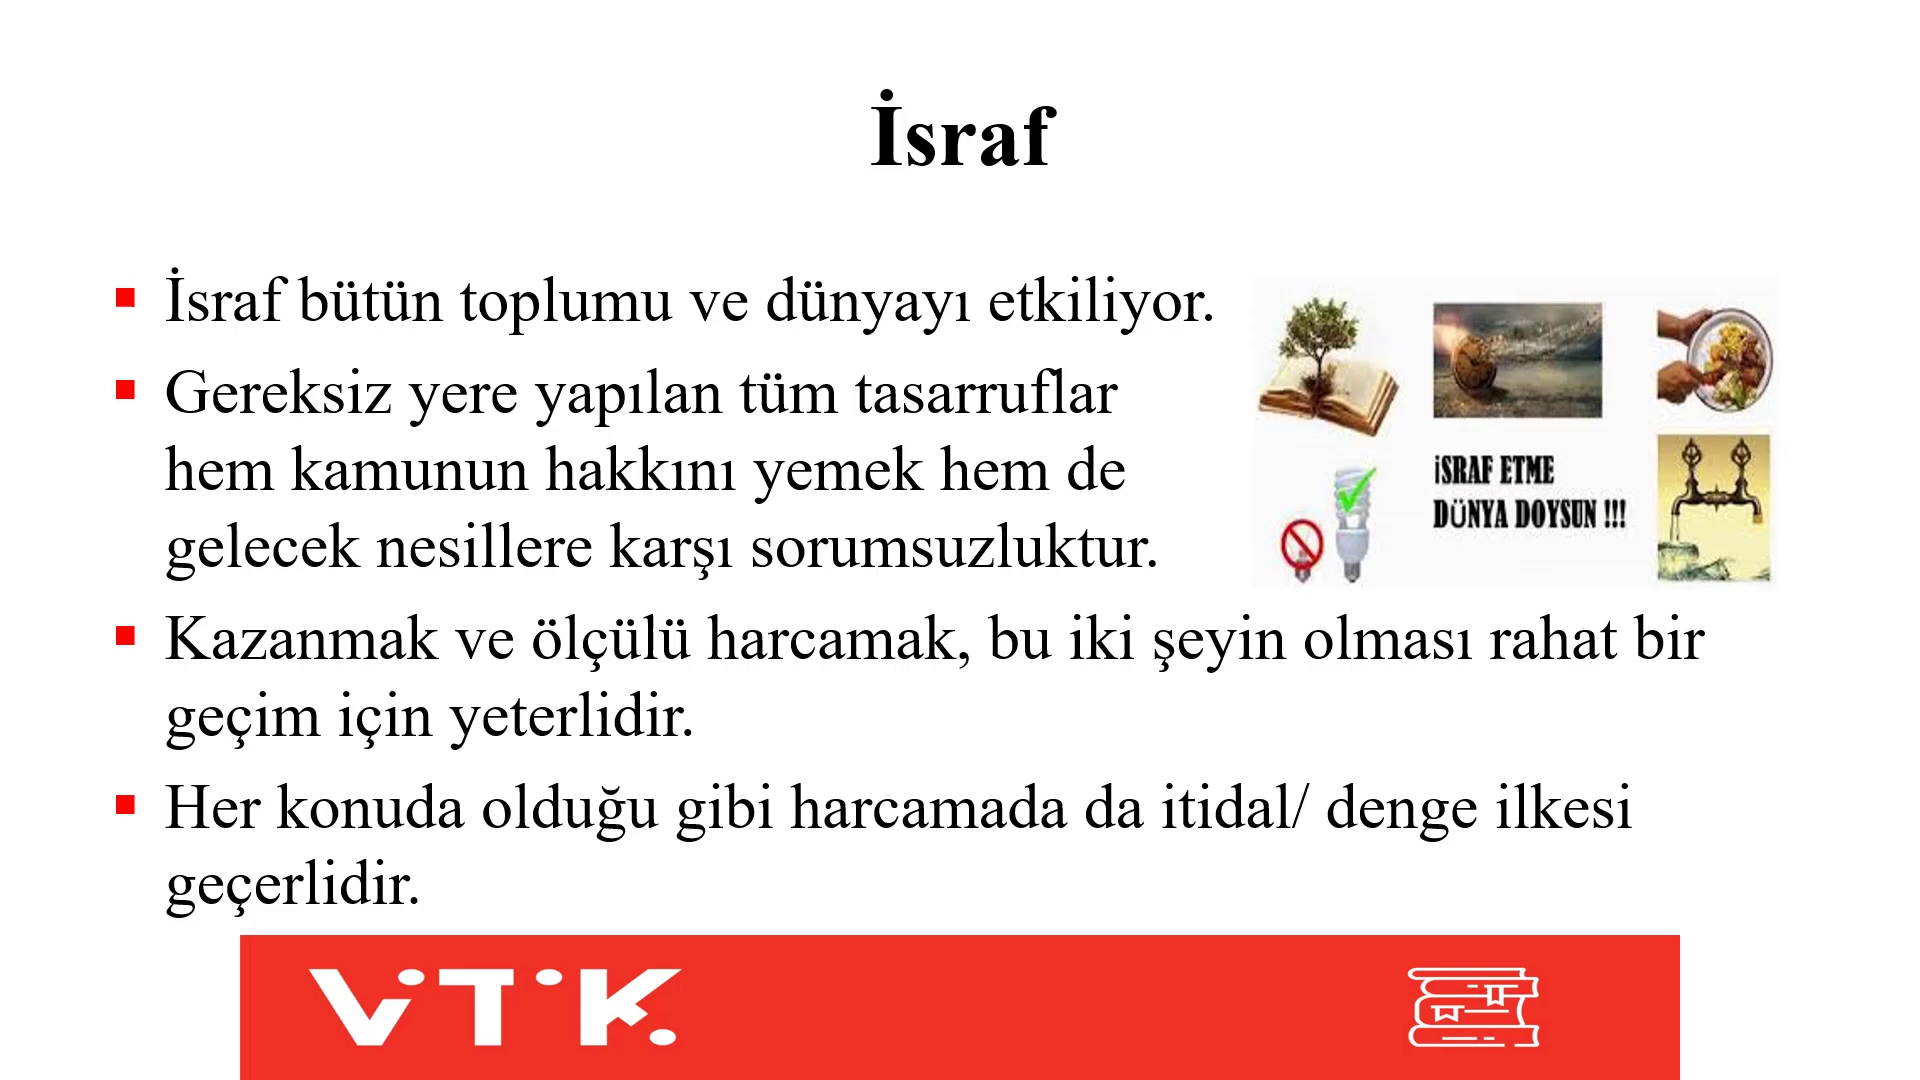 İsraf
İsraf bütün toplumu ve dünyayı etkiliyor.
Gereksiz yere yapılan tüm tasarruflar
hem kamunun hakkını yemek hem de
gelecek nesillere karşı sorumsuzluktur.
iSRAF ETME
DÜNYA DOYSUN !!!
Kazanmak ve ölçülü harcamak, bu iki şeyin olması rahat bir
geçim için yeterlidir.
Her konuda olduğu gibi harcamada da itidal/ denge ilkesi
geçerlidir.
ViTiK